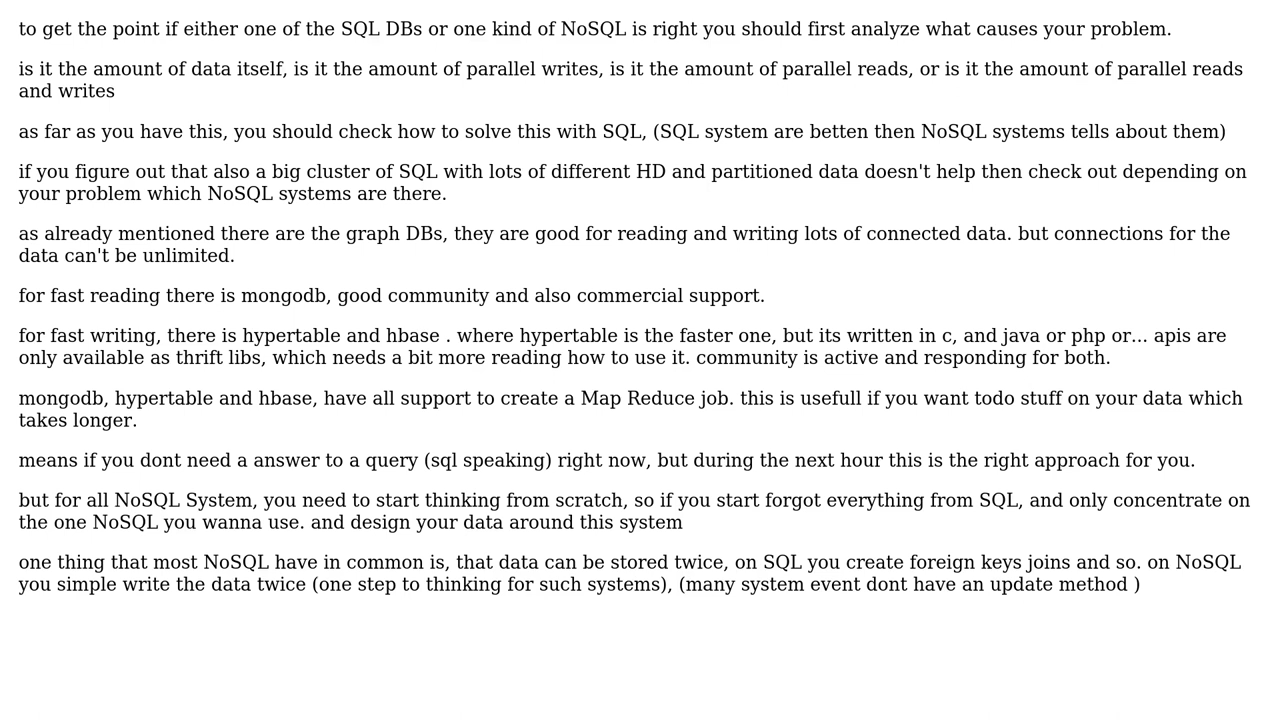 to get the point if either one of the SQL DBs or one kind of NoSQL is right you should first analyze what causes your problem.
is it the amount of data itself, is it the amount of parallel writes, is it the amount of parallel reads, or is it the amount of parallel reads
and writes
as far as you have this, you should check how to solve this with SQL, (SQL system are betten then NoSQL systems tells about them)
if you figure out that also a big cluster of SQL with lots of different HD and partitioned data doesn't help then check out depending on
your problem which NoSQL systems are there.
as already mentioned there are the graph DBs, they are good for reading and writing lots of connected data. but connections for the
data can't be unlimited.
for fast reading there is mongodb, good community and also commercial support.
for fast writing, there is hypertable and hbase . where hypertable is the faster one, but its written in c, and java or php or... apis are
only available as thrift libs, which needs a bit more reading how to use it. community is active and responding for both.
mongodb, hypertable and hbase, have all support to create a Map Reduce job. this is usefull if you want todo stuff on your data which
takes longer.
means if you dont need a answer to a query (sql speaking) right now, but during the next hour this is the right approach for you.
but for all NoSQL System, you need to start thinking from scratch, so if you start forgot everything from SQL, and only concentrate on
the one NoSQL you wanna use. and design your data around this system
one thing that most NoSQL have in common is, that data can be stored twice, on SQL you create foreign keys joins and so. on NoSQL
you simple write the data twice (one step to thinking for such systems), (many system event dont have an update method )